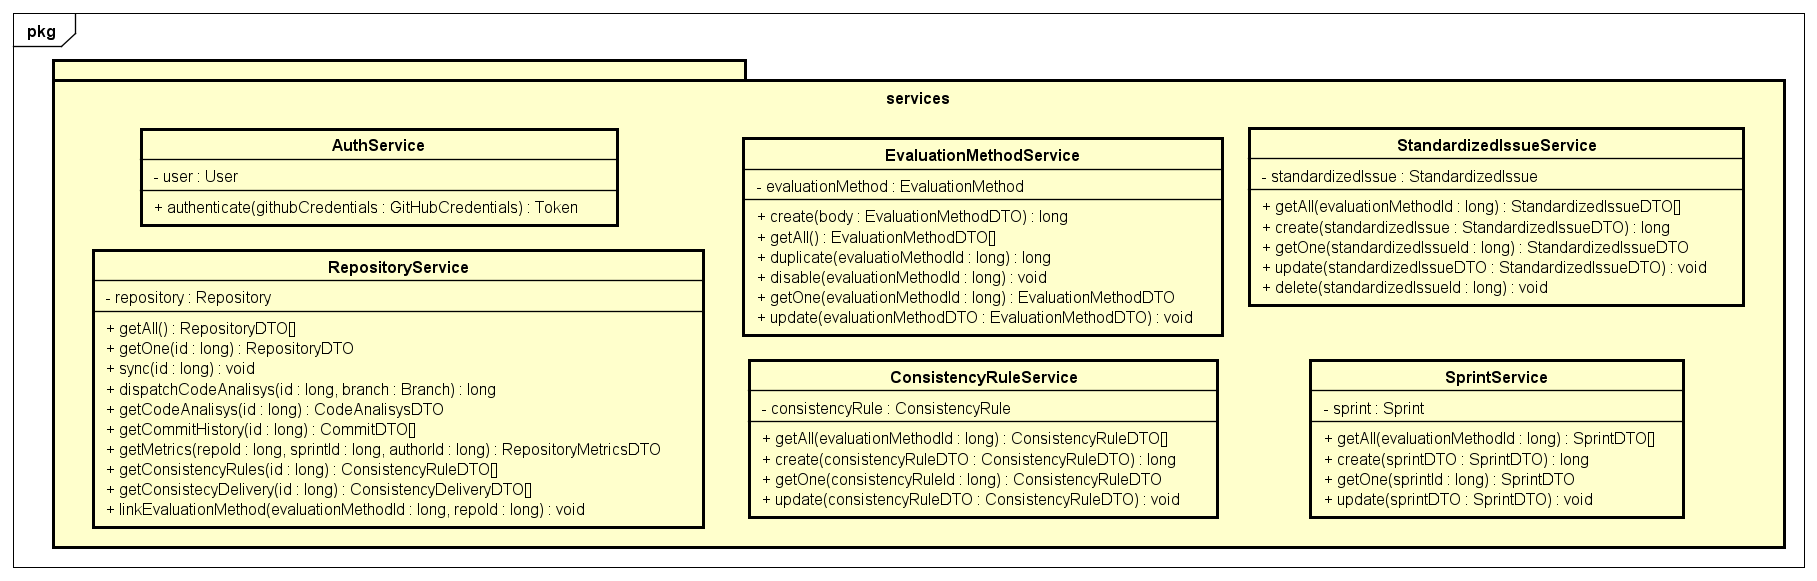 pkg
services
AuthService
- user : User
+ authenticate(githubCredentials : GitHubCredentials) : Token
RepositoryService
- repository : Repository
+ getAll() : RepositoryDTO[]
+ getOne(id : long) : RepositoryDTO
+ sync(id : long) : void
+ dispatchCodeAnalisys(id : long, branch : Branch) : long
+ getCodeAnalisys(id : long) : CodeAnalisysDTO
+ getCommitHistory(id : long) : CommitDTO[]
+ getMetrics(repoId : long, sprintId : long, authorId : long) : RepositoryMetricsDTO
+ getConsistencyRules(id : long) : ConsistencyRuleDTO[]
+ getConsistecyDelivery(id : long) : ConsistencyDeliveryDTO[]
+ linkEvaluationMethod(evaluationMethodId : long, repoId : long) : void
EvaluationMethodService
- evaluationMethod : EvaluationMethod
+ create(body : EvaluationMethodDTO) : long
+ getAll() : EvaluationMethodDTO[]
+ duplicate(evaluatioMethodId : long) : long
+ disable(evaluationMethodId : long) : void
+ getOne(evaluationMethodId : long) : EvaluationMethodDTO
+ update(evaluationMethodDTO : EvaluationMethodDTO) : void
ConsistencyRuleService
- consistencyRule : ConsistencyRule
+ getAll(evaluationMethodId : long) : ConsistencyRuleDTO[]
+ create(consistencyRuleDTO : ConsistencyRuleDTO) : long
+ getOne(consistencyRuleId : long) : ConsistencyRuleDTO
+ update(consistencyRuleDTO : ConsistencyRuleDTO) : void
StandardizedIssueService
- standardizedIssue : StandardizedIssue
+ getAll(evaluationMethodId : long) : StandardizedIssueDTO[]
+ create(standardizedIssue : StandardizedIssueDTO) : long
+ getOne(standardizedIssueId : long) : StandardizedIssueDTO
+ update(standardizedIssueDTO : StandardizedIssueDTO) : void
+ delete(standardizedIssueId : long) : void
SprintService
- sprint : Sprint
+ getAll(evaluationMethodId : long) : SprintDTO[]
+ create(sprintDTO : SprintDTO) : long
+ getOne(sprintId : long) : SprintDTO
+ update(sprintDTO : SprintDTO) : void